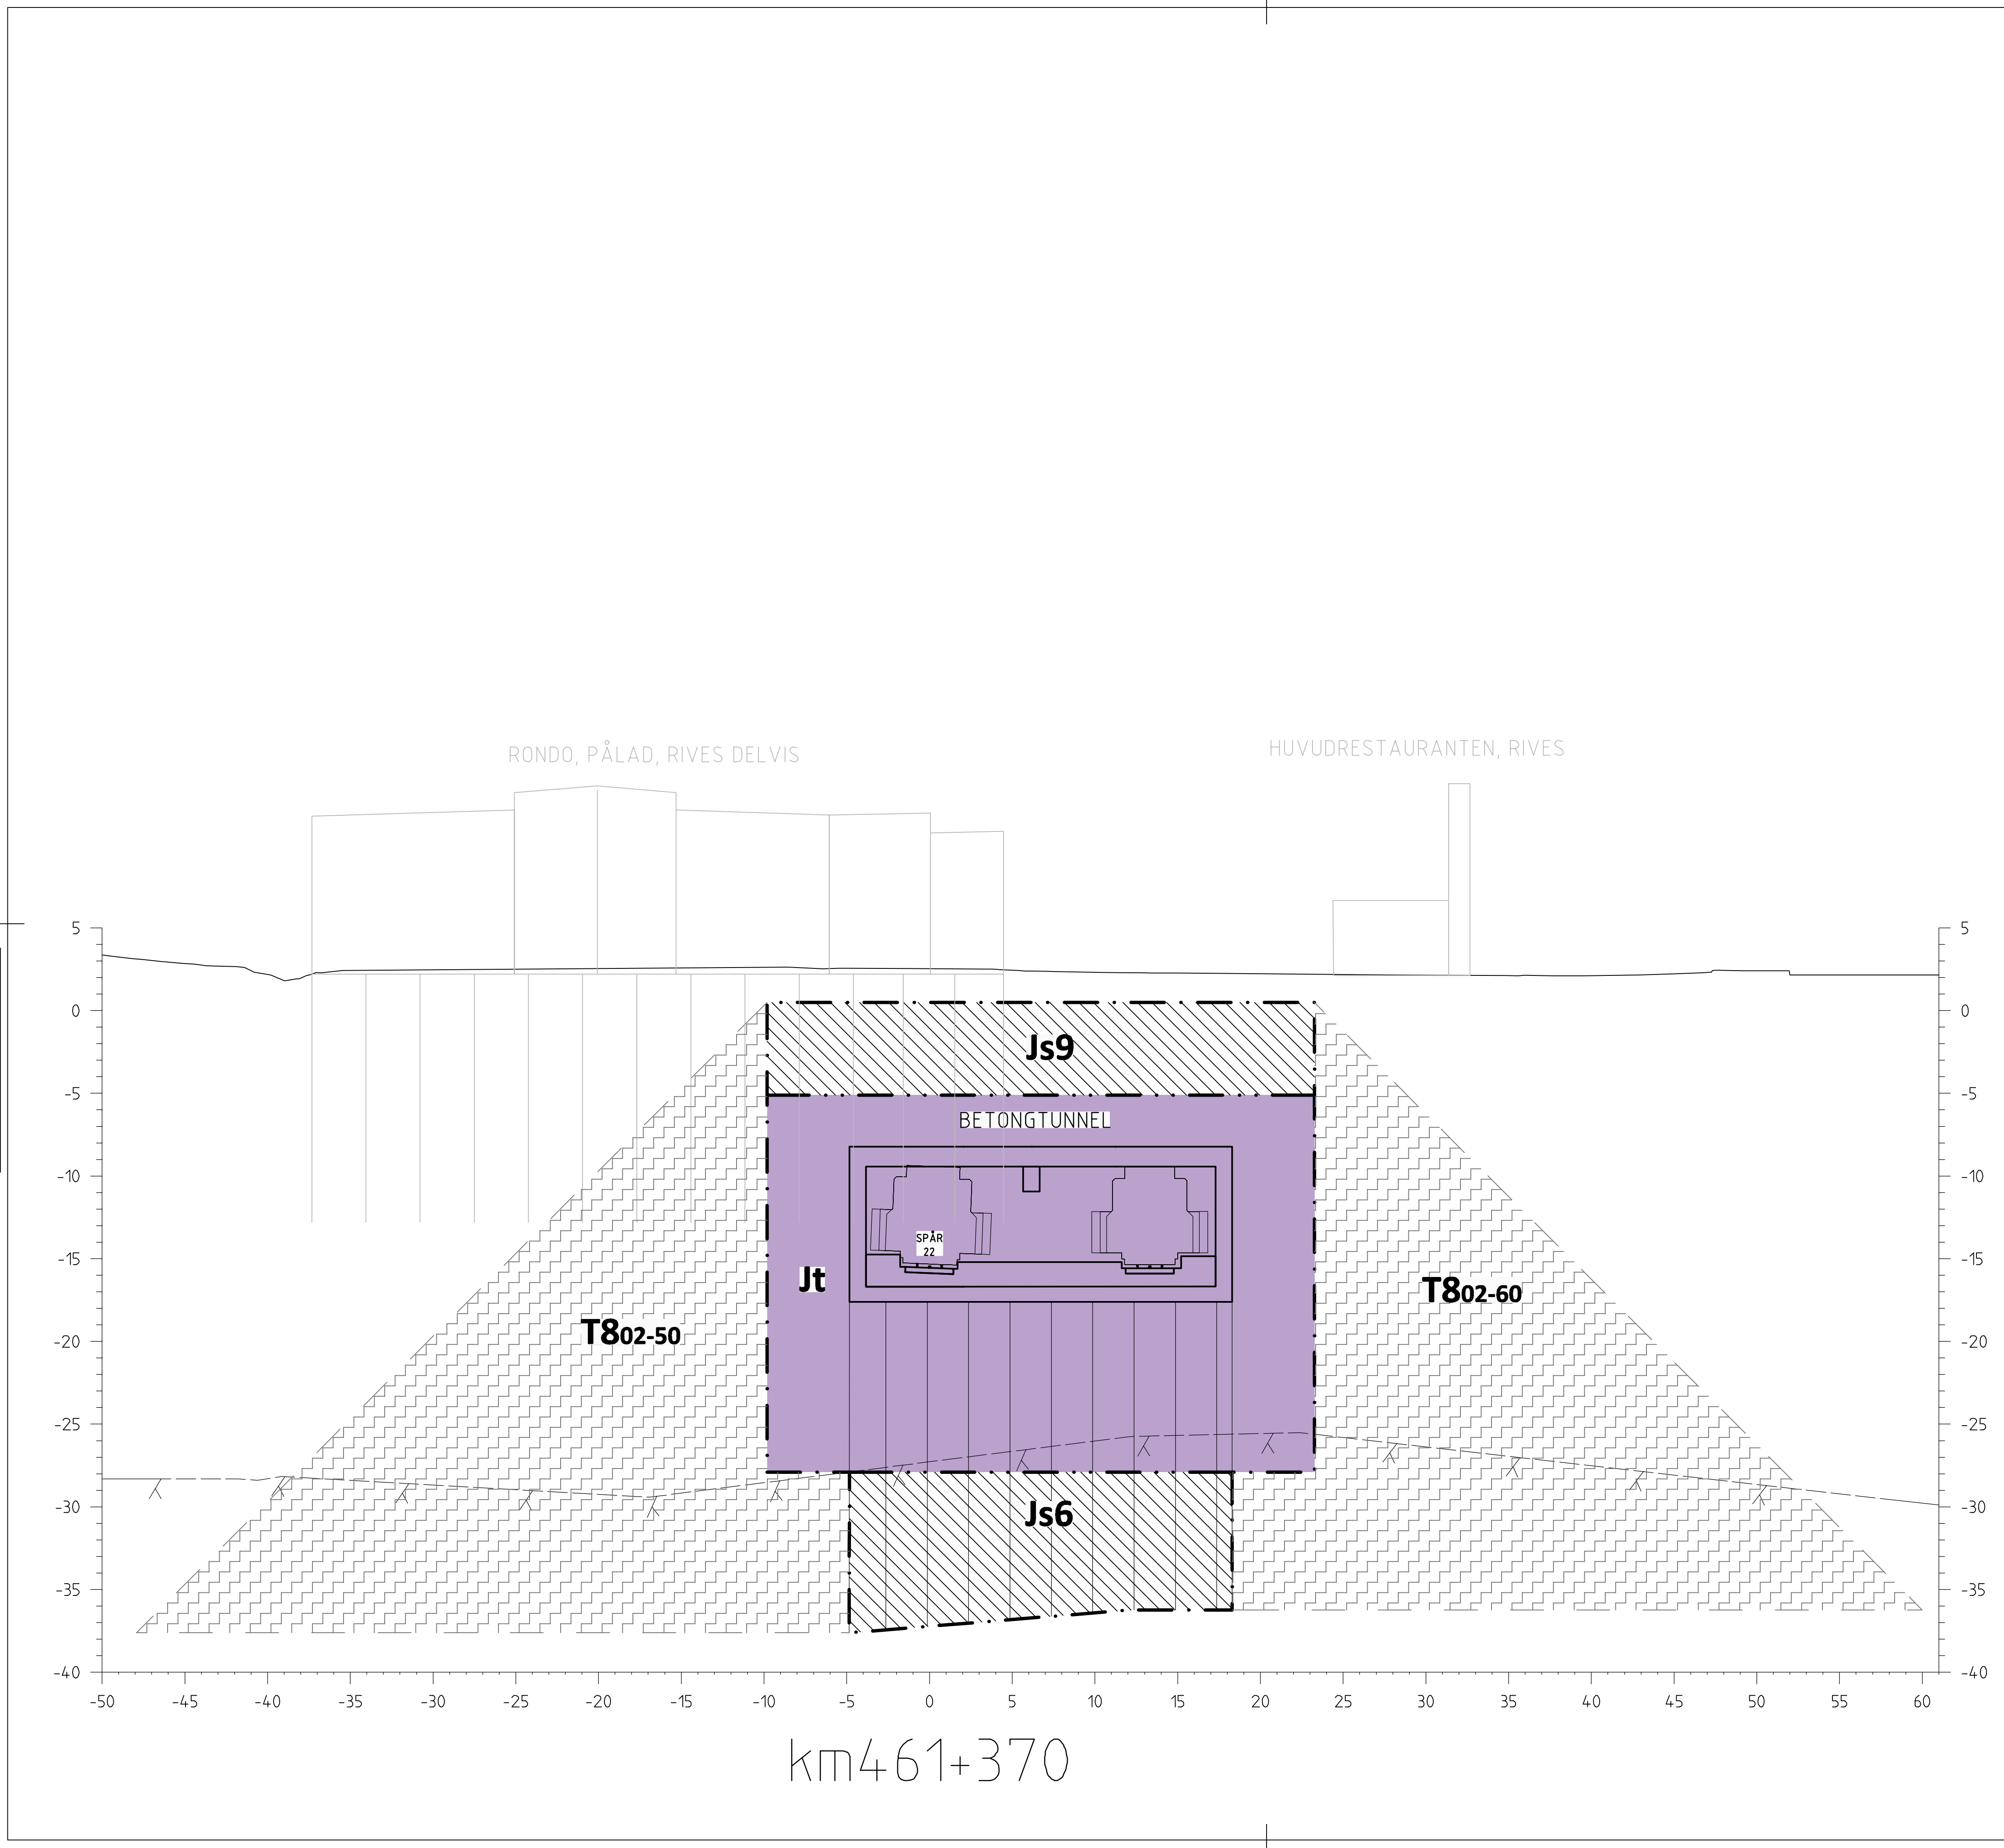 RONDO, PÅLAD, RIVES DELVIS
HUVUDRESTAURANTEN, RIVES
5
5
0
0
Js9
-5
-5
BETONGTUNNEL
-10
-10
SPÅR
22
-15
-15
Jt
T802-60
T802-50
-20
-20
-25
-25
-30
-30
Js6
-35
-35
-40
-40
-50 -45 -40 -35 -30 -25 -20 -15 -10 -5 0 5 10 15 20 25 30 35 40 45 50 55 60
km461+370